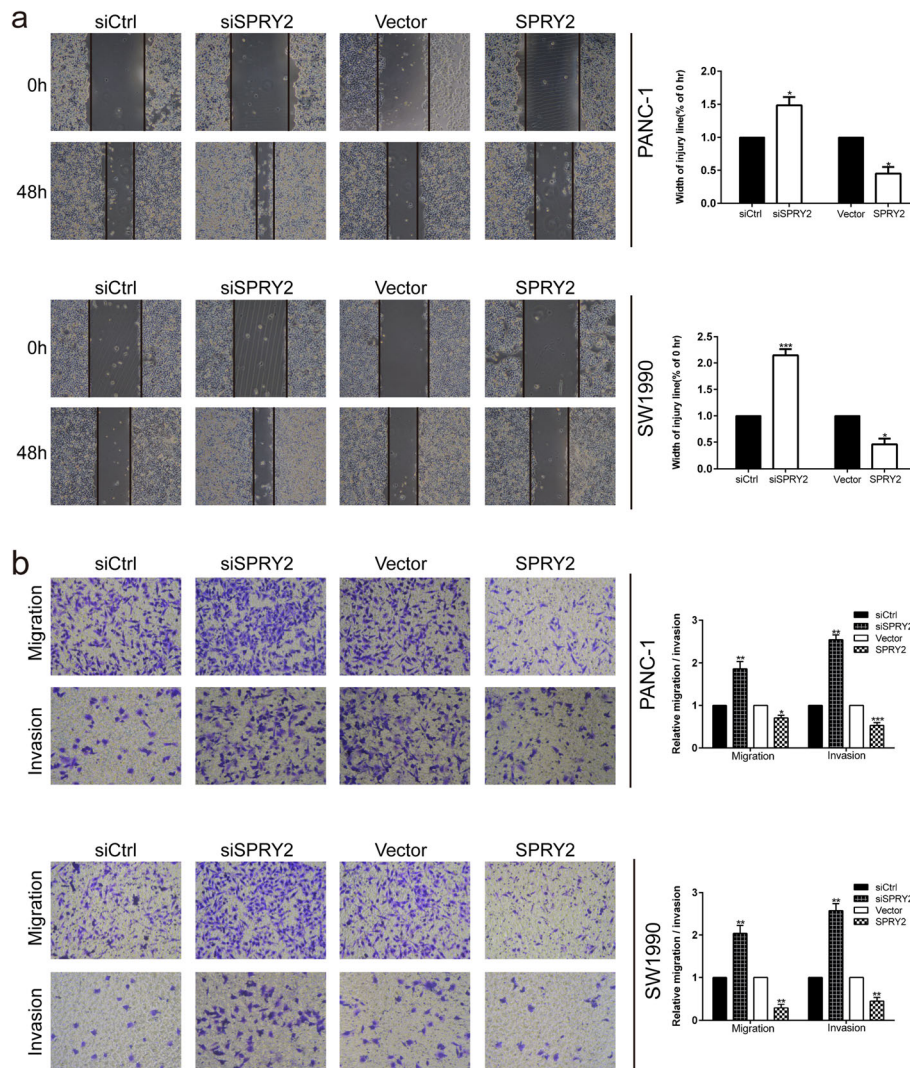 a
siCtrl siSPRY2 Vector SPRY2
0h
48h
PANC-1
Width of injury line(% of 0 hr)
2.0
1.5
1.0
0.5
0.0
*
*
siCtrl siSPRY2 Vector SPRY2
siCtrl siSPRY2 Vector SPRY2
0h
48h
SW1990
Width of injury line(% of 0 hr)
2.5
2.0
1.5
1.0
0.5
0.0
***
*
siCtrl siSPRY2 Vector SPRY2
b
siCtrl siSPRY2 Vector SPRY2
Migration
Invasion
PANC-1
Relative migration / invasion
3
2
1
0
siCtrl
siSPRY2
Vector
SPRY2
**
*
**
***
Migration Invasion
siCtrl siSPRY2 Vector SPRY2
Migration
Invasion
SW1990
Relative migration / invasion
3
2
1
0
siCtrl
siSPRY2
Vector
SPRY2
**
**
**
**
Migration Invasion